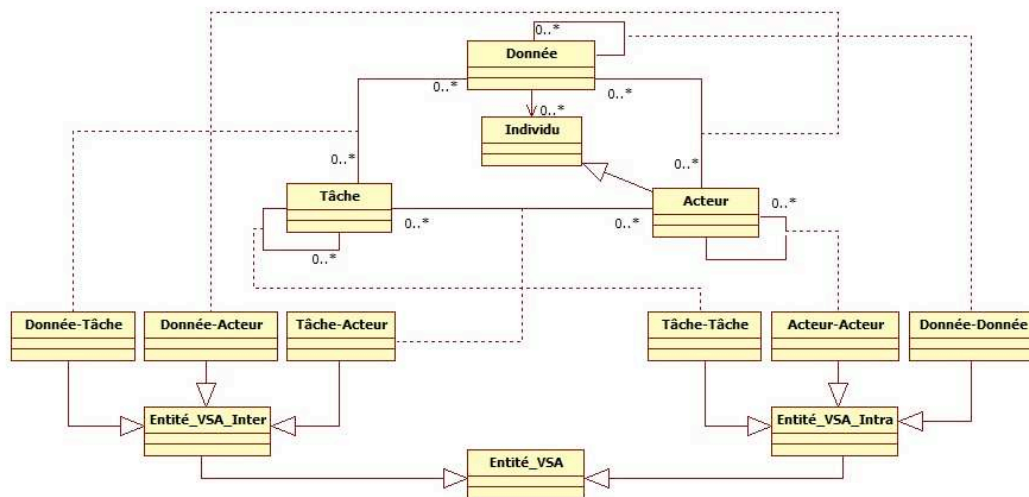 0..*
Donnée
0..*
0..*
0..*
Individu
0..*
0..*
Tâche
Acteur
0..*
0..*
0..*
0..*
Donnée-Tâche
Donnée-Acteur
Tâche-Acteur
Tâche-Tâche
Acteur-Acteur
Donnée-Donnée
Entité_VSA_Inter
Entité_VSA_Intra
Entité_VSA